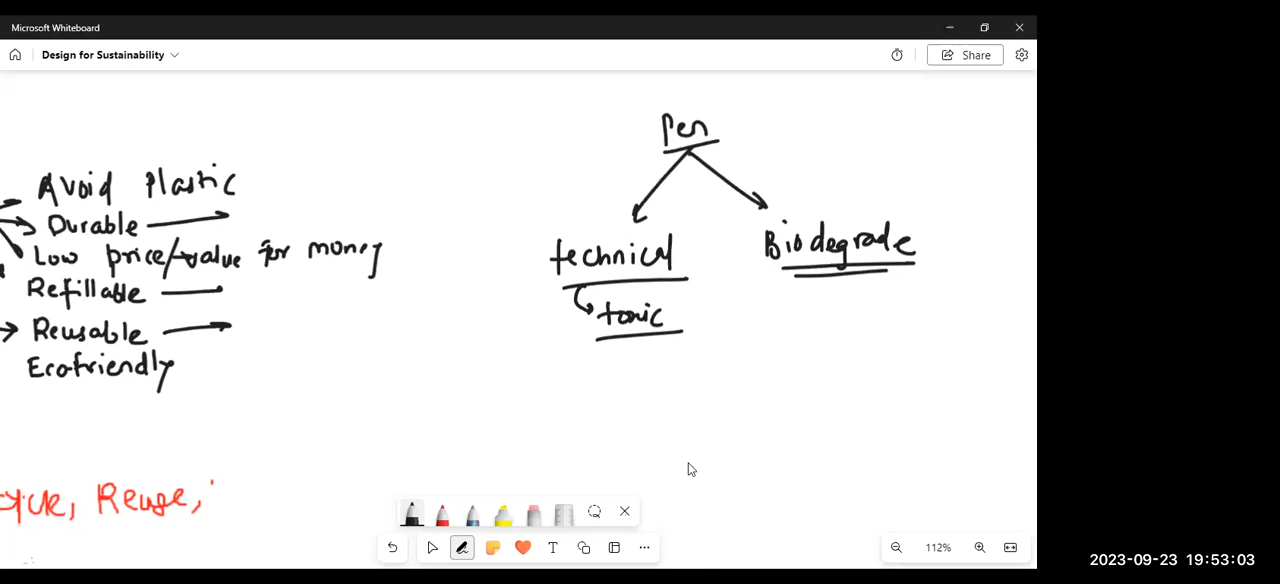 Microsoft Whiteboard
Design for Sustainability
Share
Pen
Avoid Plastic
Durable
Low price/value for money
Refillable
Reusable
Ecofriendly
technical
Biodegrade
toxic
Reuse,
112%
2023-09-23 19:53:03